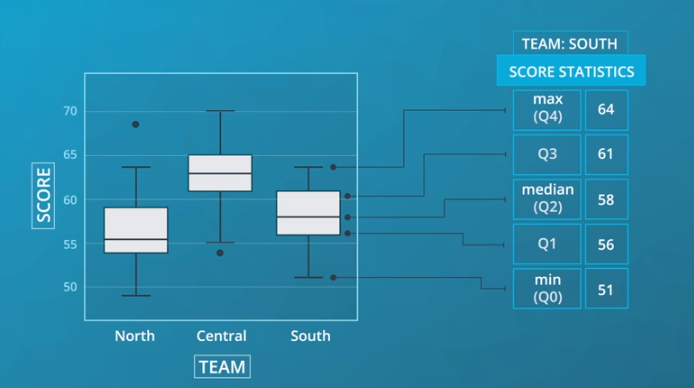 TEAM: SOUTH
SCORE STATISTICS
max
(Q4)
64
Q3
61
median
(Q2)
58
Q1
56
min
(Q0)
51
SCORE
70
65
60
55
50
North
Central
South
TEAM